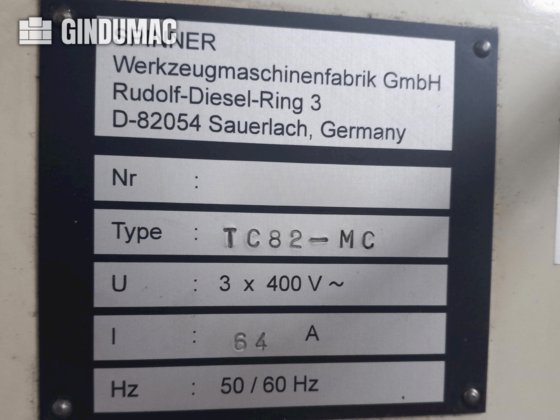 GINDUMAC
SPINNER
Werkzeugmaschinenfabrik GmbH
Rudolf-Diesel-Ring 3
D-82054 Sauerlach, Germany
Nr :
Type : TC82-MC
U : 3 x 400 V ~
I : 64 A
Hz : 50 / 60 Hz